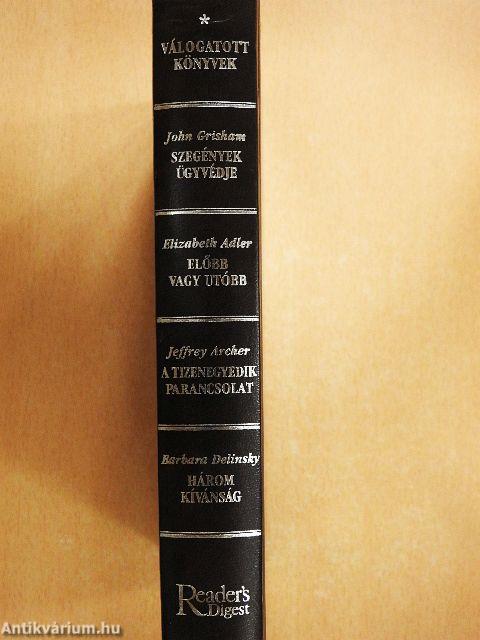 *
VÁLOGATOTT
KÖNYVEK
John Grisham
SZEGÉNYEK
ÜGYVÉDJE
Elizabeth Adler
ELŐBB
VAGY UTÓBB
Jeffrey Archer
A TIZENEGYEDIK
PARANCSOLAT
Barbara Delinsky
HÁROM
KÍVÁNSÁG
Reader's
Digest
Antikvárium.hu